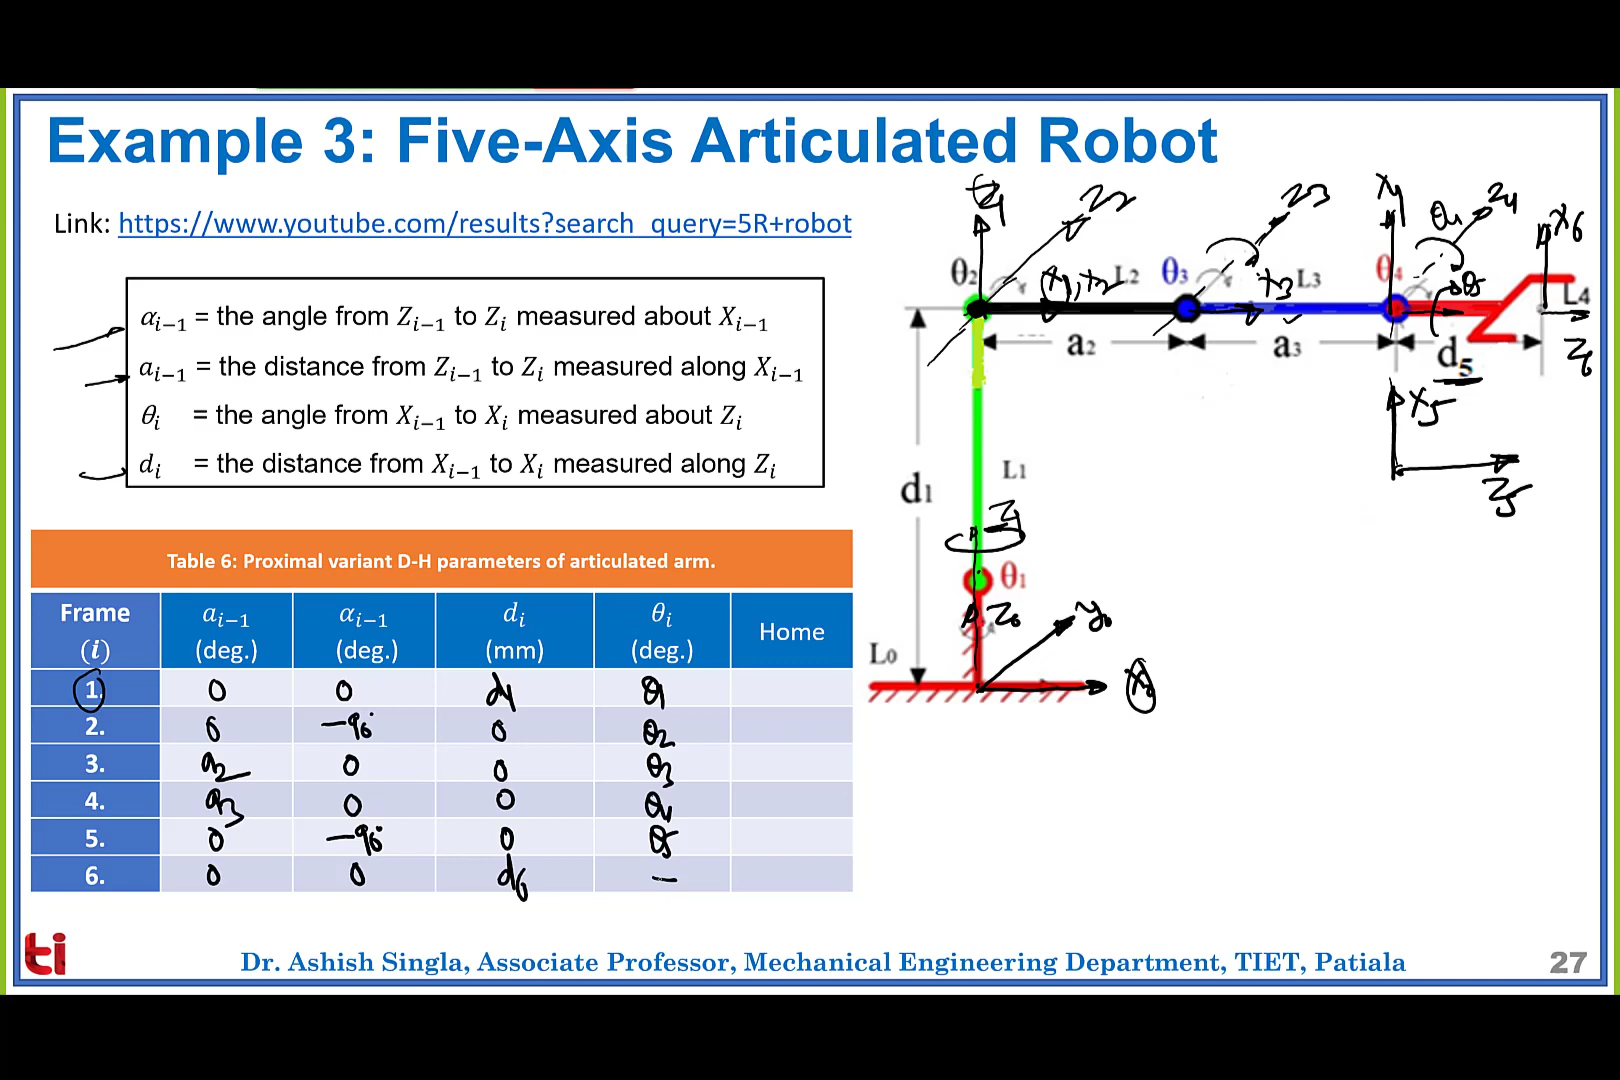 Example 3: Five-Axis Articulated Robot
Link: https://www.youtube.com/results?search_query=5R+robot
αᵢ₋₁ = the angle from Zᵢ₋₁ to Zᵢ measured about Xᵢ₋₁
aᵢ₋₁ = the distance from Zᵢ₋₁ to Zᵢ measured along Xᵢ₋₁
θᵢ = the angle from Xᵢ₋₁ to Xᵢ measured about Zᵢ
dᵢ = the distance from Xᵢ₋₁ to Xᵢ measured along Zᵢ
Table 6: Proximal variant D-H parameters of articulated arm.
Frame (i) aᵢ₋₁ (deg.) αᵢ₋₁ (deg.) dᵢ (mm) θᵢ (deg.) Home
1. 0 0 d1 θ1
2. 0 -90° 0 θ2
3. a2 0 0 θ3
4. a3 0 0 θ4
5. 0 -90° 0 θ5
6. 0 0 d6 —
Z1 Z2 Z3 X4 Z4 X6
θ2 X1, X2 L2 θ3 X3 L3 θ4 θ4 θ5 L4
a2 a3 d5 Z6
X5
d1 L1 Z5
Z1
θ1
Z0 Y0
L0 X0
ti
Dr. Ashish Singla, Associate Professor, Mechanical Engineering Department, TIET, Patiala
27